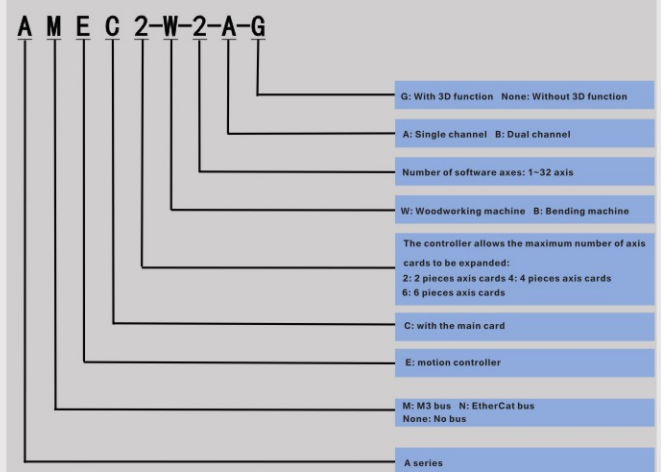 AMEC2-W-2-A-G
G: With 3D function None: Without 3D function
A: Single channel B: Dual channel
Number of software axes: 1~32 axis
W: Woodworking machine B: Bending machine
The controller allows the maximum number of axis
cards to be expanded:
2: 2 pieces axis cards 4: 4 pieces axis cards
6: 6 pieces axis cards
C: with the main card
E: motion controller
M: M3 bus N: EtherCat bus
None: No bus
A series